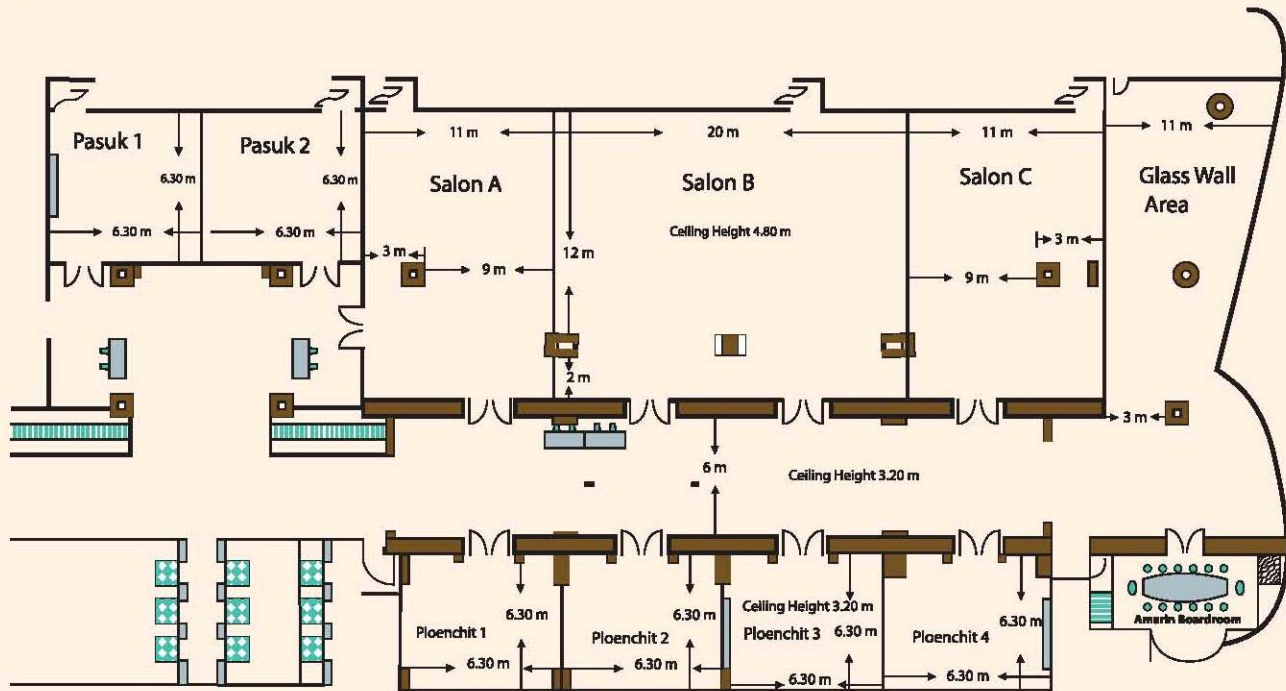 11 m
20 m
11 m
11 m
Pasuk 1
Pasuk 2
6.30 m
6.30 m
Salon A
Salon B
Salon C
Glass Wall
Area
6.30 m
6.30 m
Ceiling Height 4.80 m
3 m
12 m
3 m
9 m
9 m
2 m
3 m
6 m
Ceiling Height 3.20 m
6.30 m
6.30 m
Ceiling Height 3.20 m
6.30 m
6.30 m
Ploenchit 1
Ploenchit 2
Ploenchit 3
Ploenchit 4
Amarin Boardroom
6.30 m
6.30 m
6.30 m
6.30 m